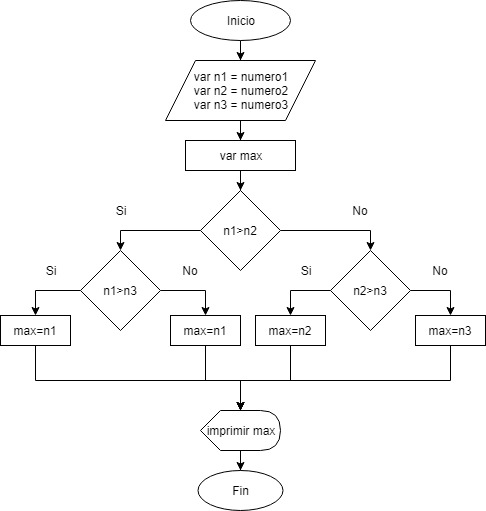 Inicio
var n1 = numero1
var n2 = numero2
var n3 = numero3
var max
Si
No
n1>n2
Si
No
Si
No
n1>n3
n2>n3
max=n1
max=n1
max=n2
max=n3
imprimir max
Fin